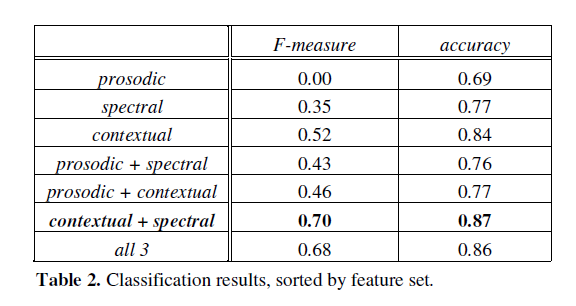 F-measure accuracy
prosodic 0.00 0.69
spectral 0.35 0.77
contextual 0.52 0.84
prosodic + spectral 0.43 0.76
prosodic + contextual 0.46 0.77
contextual + spectral 0.70 0.87
all 3 0.68 0.86
Table 2. Classification results, sorted by feature set.